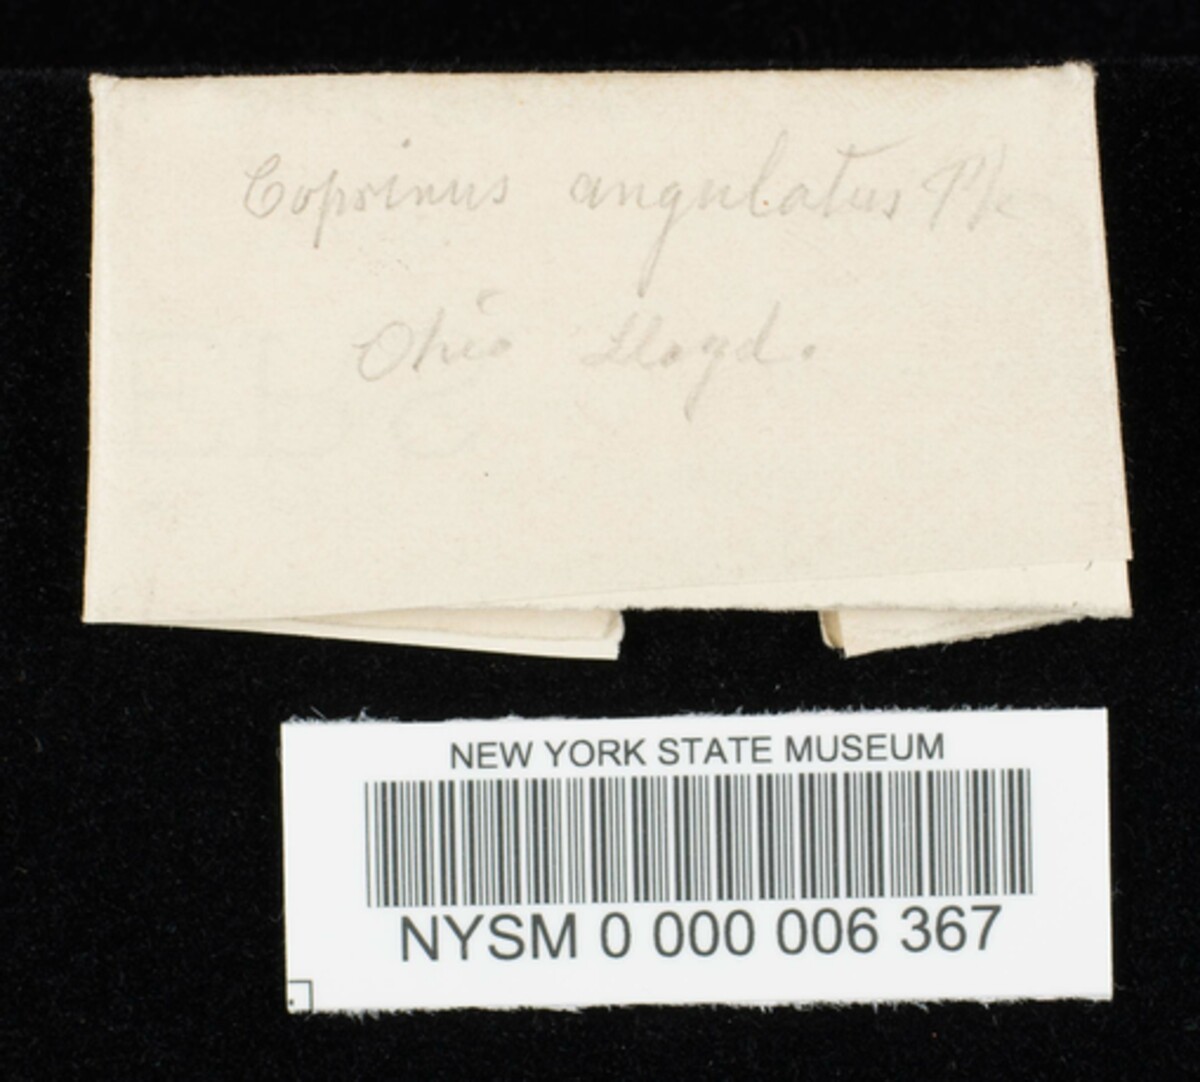 Coprinus angulatus Pk
Ohio Lloyd.
NEW YORK STATE MUSEUM
NYSM 0 000 006 367